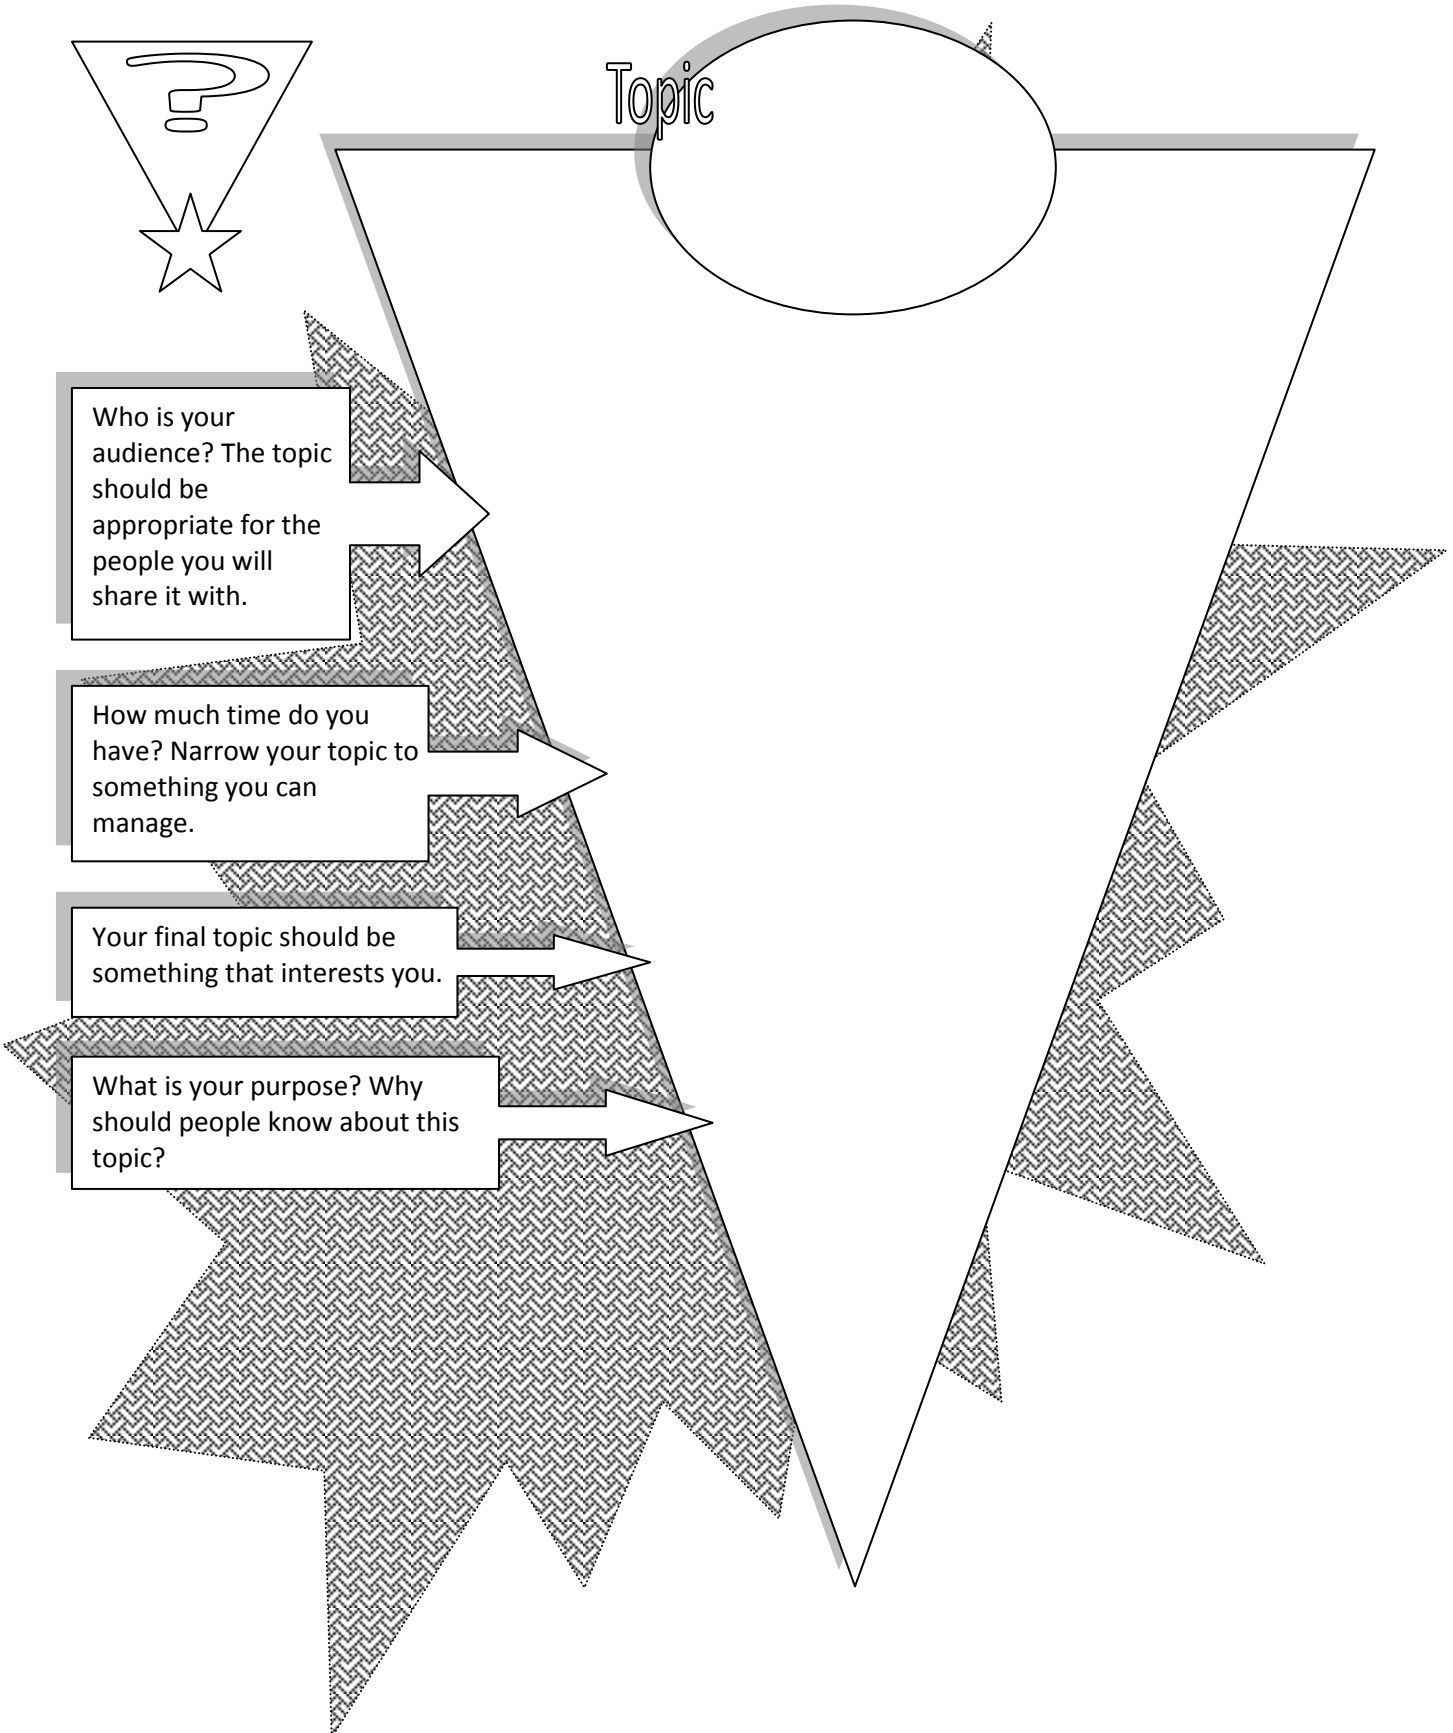 ?
Topic
Who is your
audience? The topic
should be
appropriate for the
people you will
share it with.
How much time do you
have? Narrow your topic to
something you can
manage.
Your final topic should be
something that interests you.
What is your purpose? Why
should people know about this
topic?